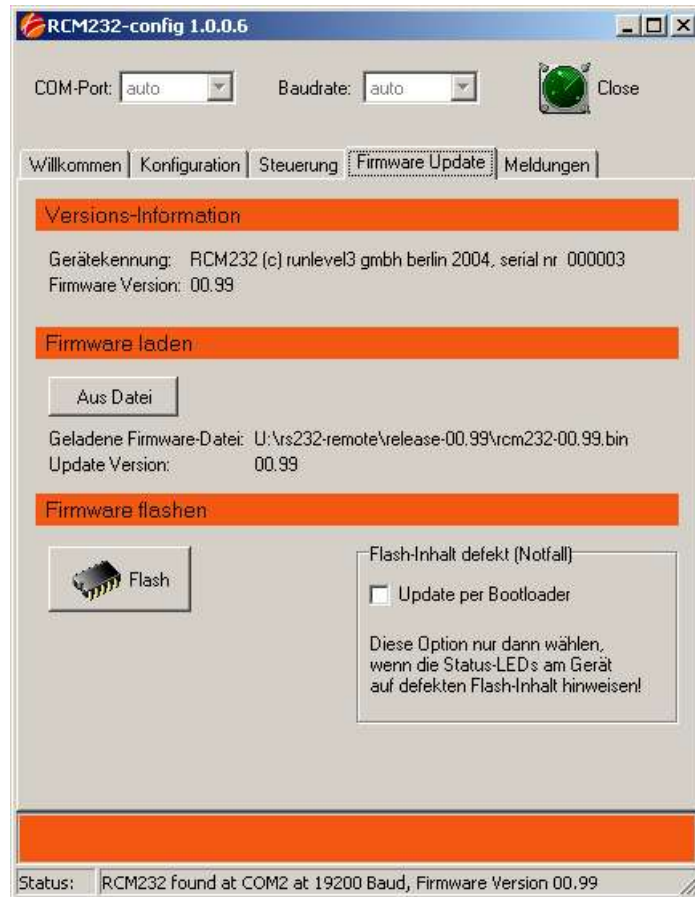 RCM232-config 1.0.0.6
COM-Port: auto Baudrate: auto Close
Willkommen Konfiguration Steuerung Firmware Update Meldungen
Versions-Information
Gerätekennung: RCM232 (c) runlevel3 gmbh berlin 2004, serial nr 000003
Firmware Version: 00.99
Firmware laden
Aus Datei
Geladene Firmware-Datei: U:\rs232-remote\release-00.99\rcm232-00.99.bin
Update Version: 00.99
Firmware flashen
Flash
Flash-Inhalt defekt (Notfall)
Update per Bootloader
Diese Option nur dann wählen,
wenn die Status-LEDs am Gerät
auf defekten Flash-Inhalt hinweisen!
Status: RCM232 found at COM2 at 19200 Baud, Firmware Version 00.99